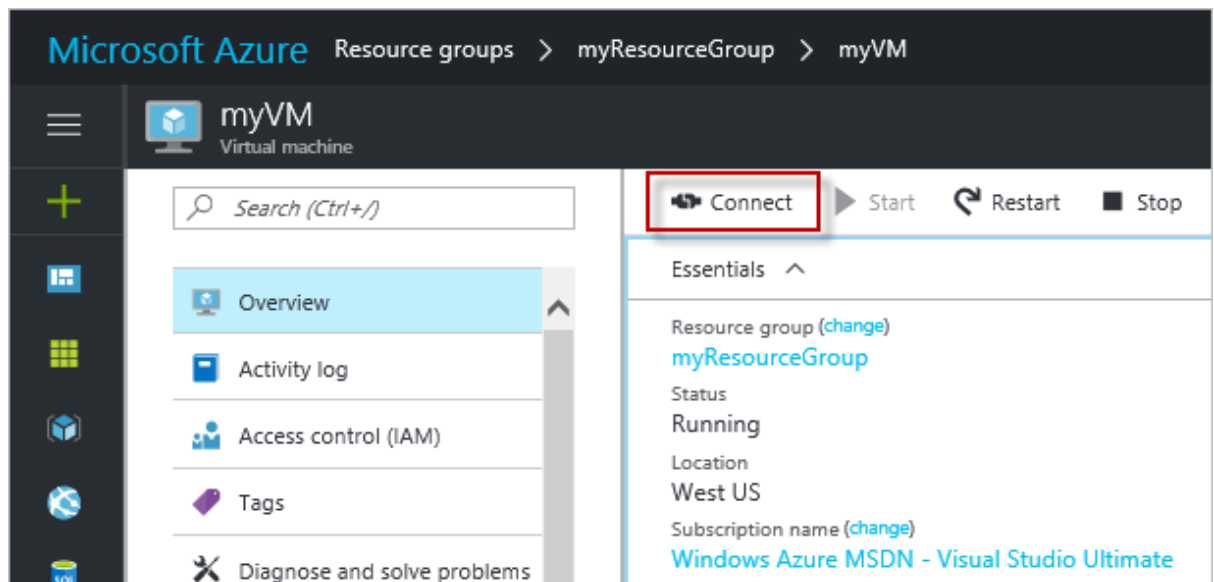 Microsoft Azure Resource groups > myResourceGroup > myVM
myVM
Virtual machine
Search (Ctrl+/)
Overview
Activity log
Access control (IAM)
Tags
Diagnose and solve problems
Connect Start Restart Stop
Essentials
Resource group (change)
myResourceGroup
Status
Running
Location
West US
Subscription name (change)
Windows Azure MSDN - Visual Studio Ultimate
SQL